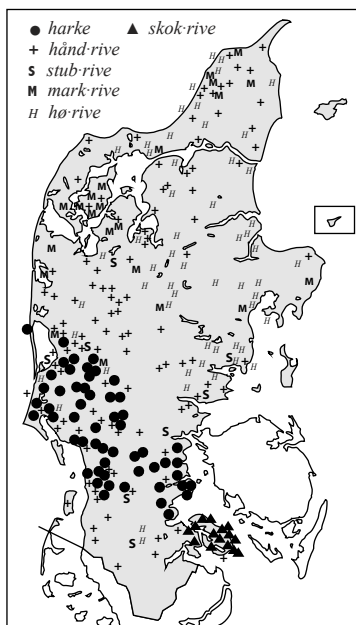 ● harke ▲ skok·rive
+ hånd·rive
S stub·rive
M mark·rive
H hø·rive